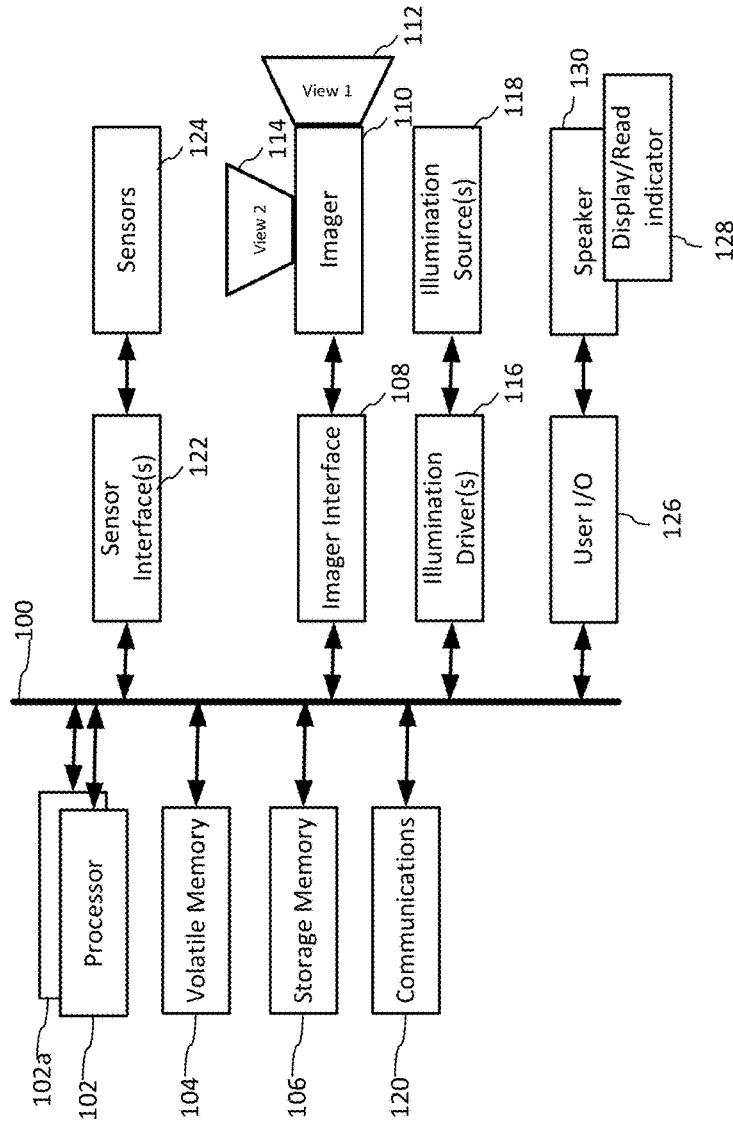 102a
102
Processor
104
Volatile Memory
106
Storage Memory
120
Communications
100
Sensor
Interface(s)
122
Sensors
124
View 2
114
Imager Interface
108
Imager
110
View 1
112
Illumination
Driver(s)
116
Illumination
Source(s)
118
User I/O
126
Speaker
130
Display/Read
indicator
128